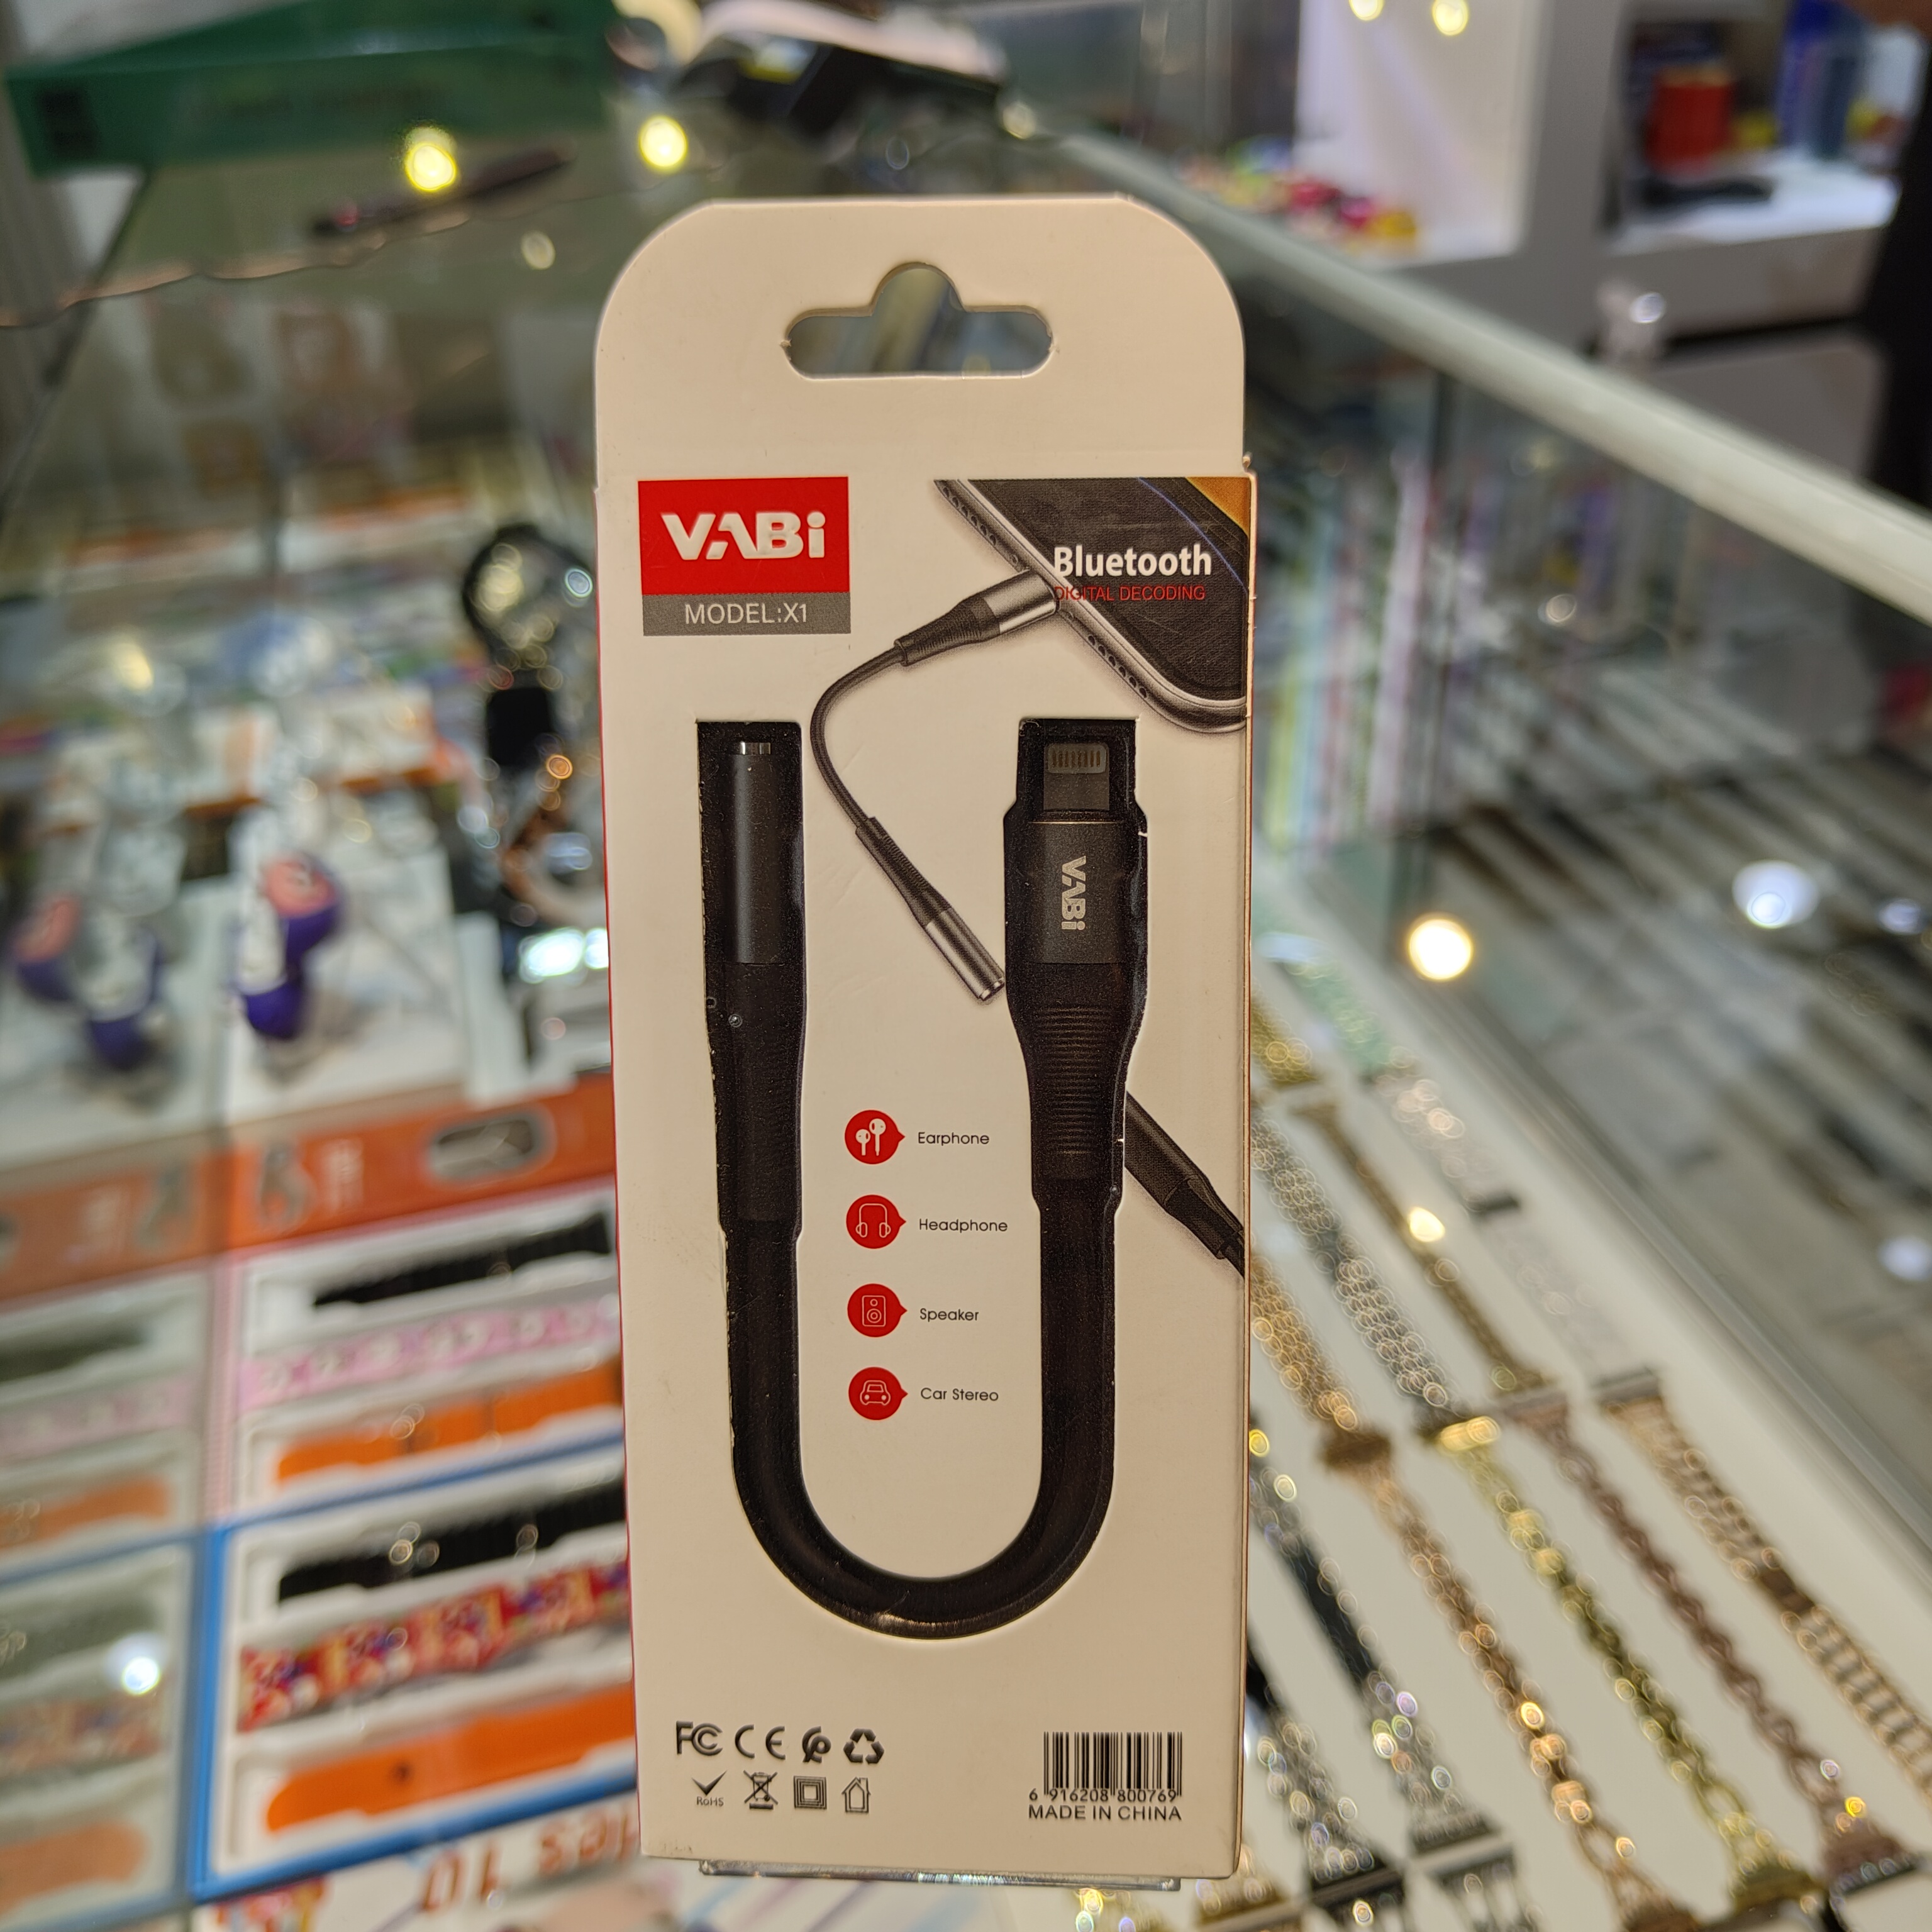 VABi
MODEL:X1
Bluetooth
DIGITAL DECODING
VABi
Earphone
Headphone
Speaker
Car Stereo
FC CE
RoHS
6 916208 800769
MADE IN CHINA